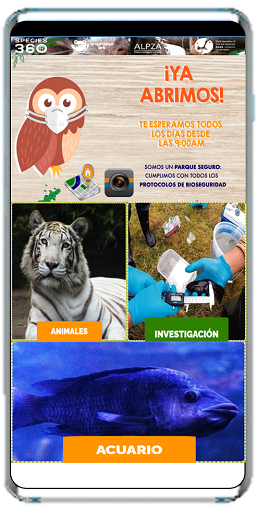 SPECIES
360
ALPZA
¡YA
ABRIMOS!
TE ESPERAMOS TODOS
LOS DÍAS DESDE
LAS 9:00AM
SOMOS UN PARQUE SEGURO:
CUMPLIMOS CON TODOS LOS
PROTOCOLOS DE BIOSEGURIDAD
ANIMALES
INVESTIGACIÓN
ACUARIO